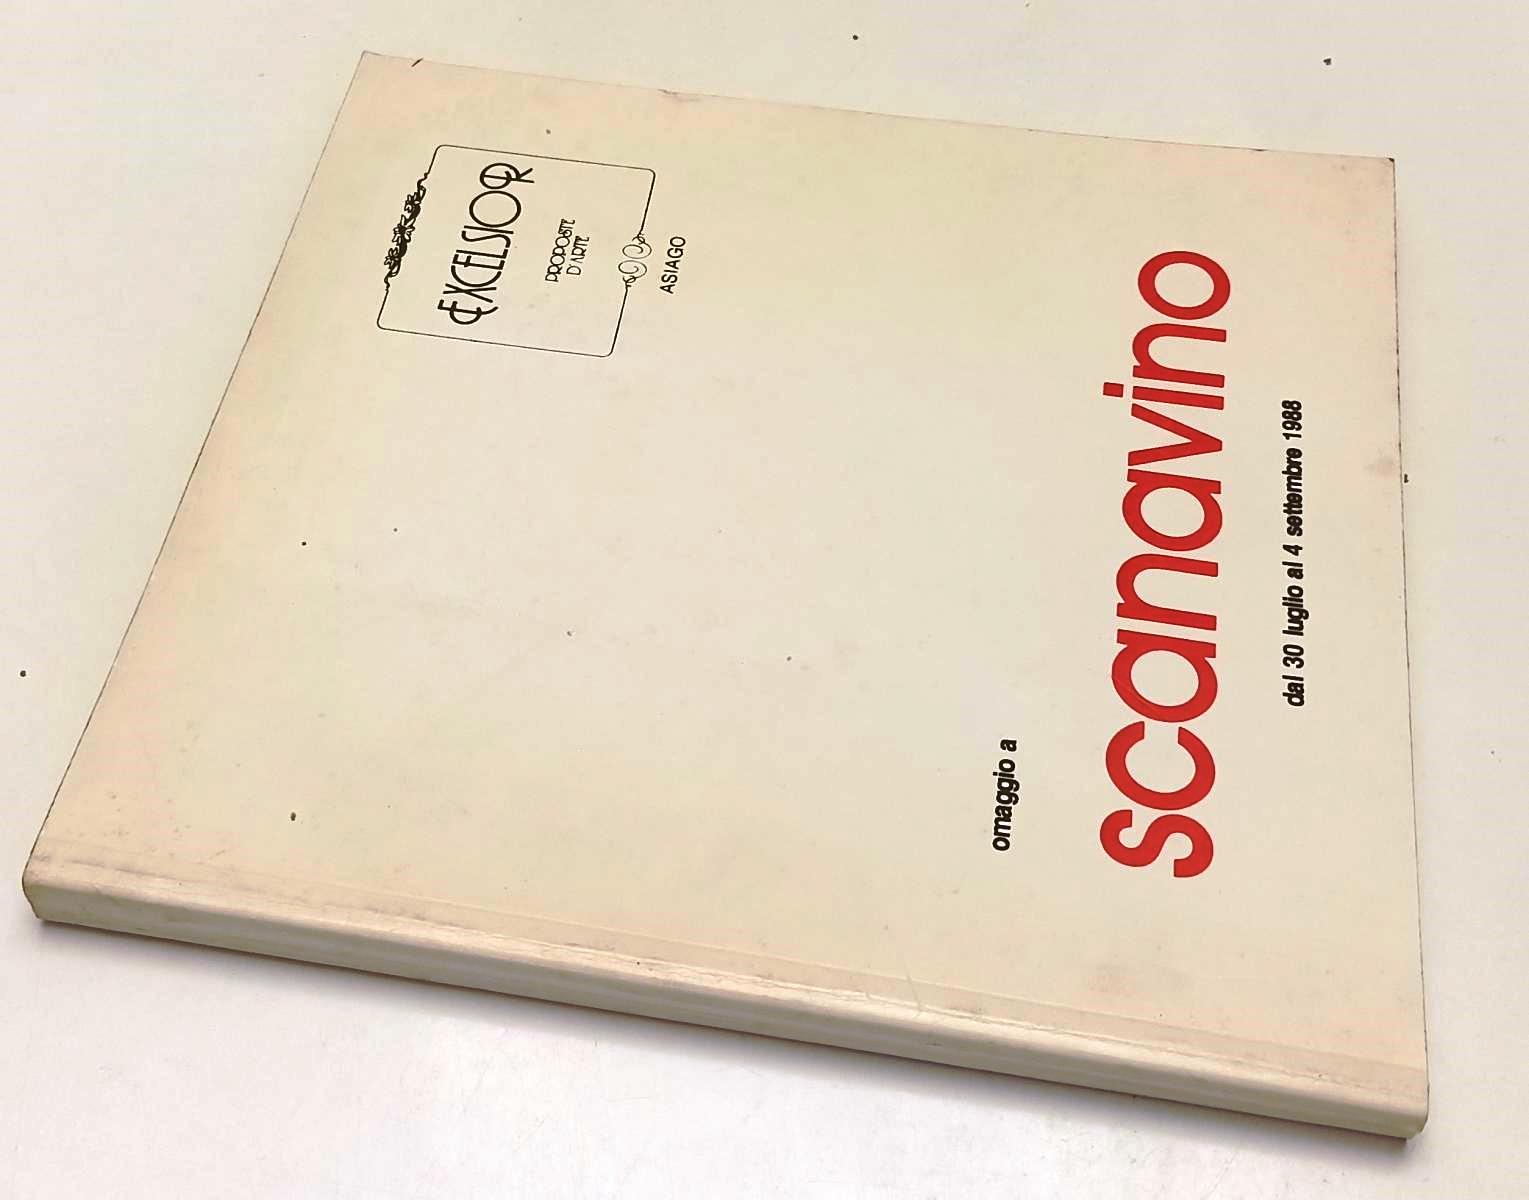 EXCELSIOR
PROPOSTE
D'ARTE
ASIAGO
omaggio a
scanavino
dal 30 luglio al 4 settembre 1988